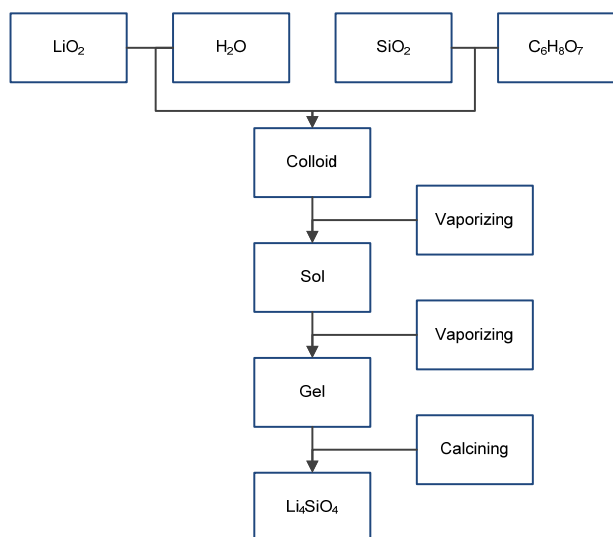 LiO₂
H₂O
SiO₂
C₆H₈O₇
Colloid
Vaporizing
Sol
Vaporizing
Gel
Calcining
Li₄SiO₄